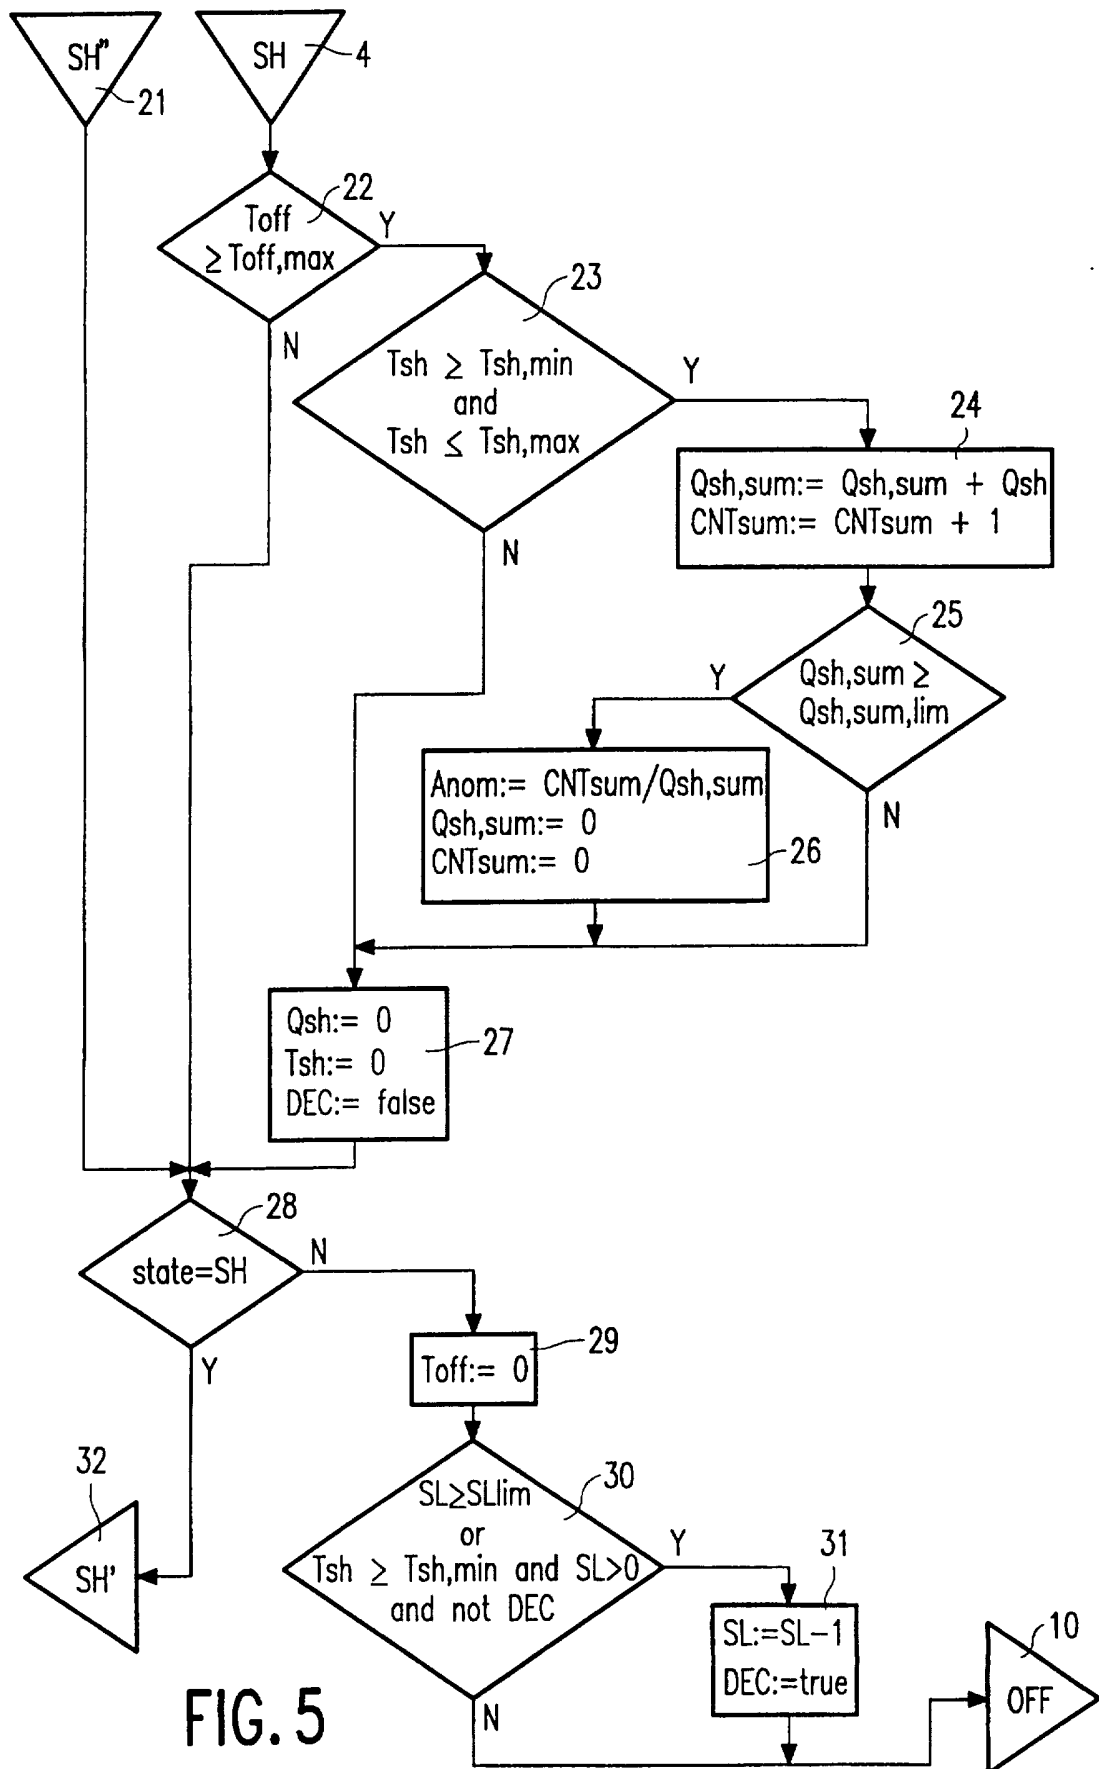 SH"
21
SH
4
22
Toff
≥ Toff,max
Y
N
23
Tsh ≥ Tsh,min
and
Tsh ≤ Tsh,max
Y
N
24
Qsh,sum:= Qsh,sum + Qsh
CNTsum:= CNTsum + 1
25
Qsh,sum ≥
Qsh,sum,lim
Y
N
Anom:= CNTsum/Qsh,sum
Qsh,sum:= 0
CNTsum:= 0
26
Qsh:= 0
Tsh:= 0
DEC:= false
27
28
state=SH
N
Y
29
Toff:= 0
32
SH'
30
SL≥SLlim
or
Tsh ≥ Tsh,min and SL>0
and not DEC
Y
N
31
SL:=SL-1
DEC:=true
10
OFF
FIG. 5